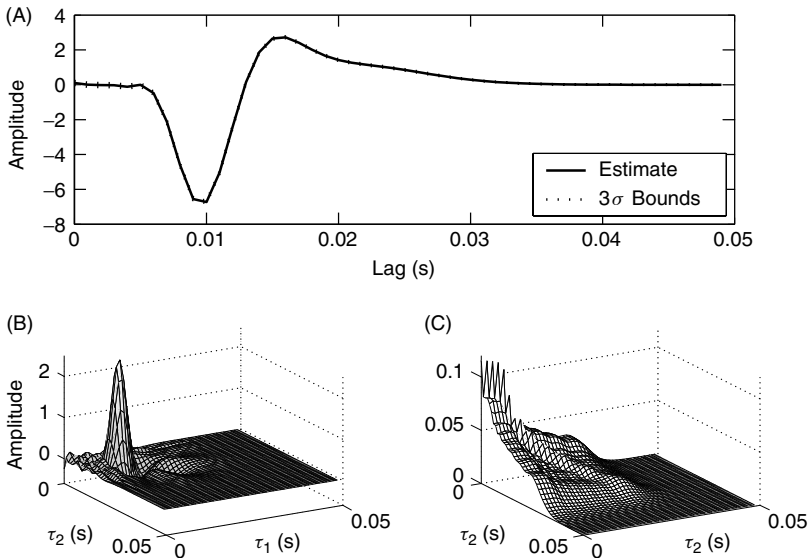 (A)
4
2
0
−2
−4
−6
−8
Amplitude
0
0.01
0.02
0.03
0.04
0.05
Lag (s)
Estimate
3σ Bounds
(B)
2
1
0
0
Amplitude
τ2 (s)
0.05
0
τ1 (s)
0.05
(C)
0.1
0.05
0
0
τ2 (s)
0.05
0
τ2 (s)
0.05